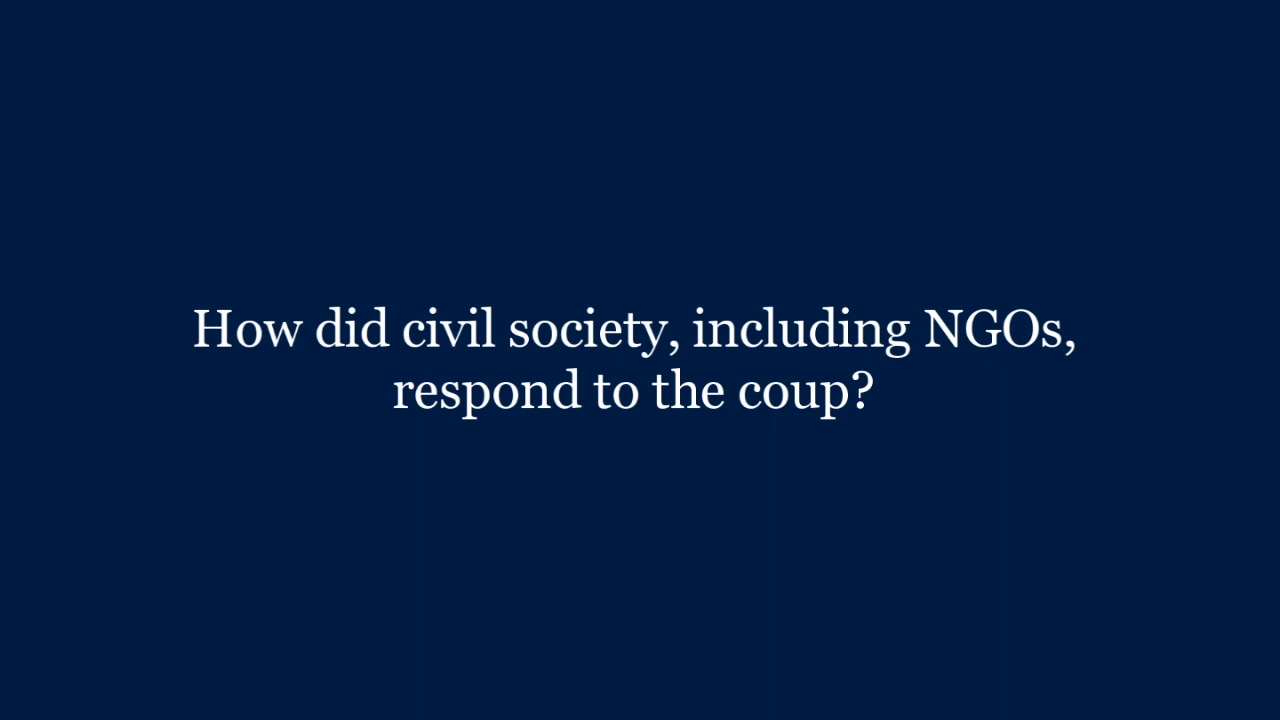 How did civil society, including NGOs,
respond to the coup?